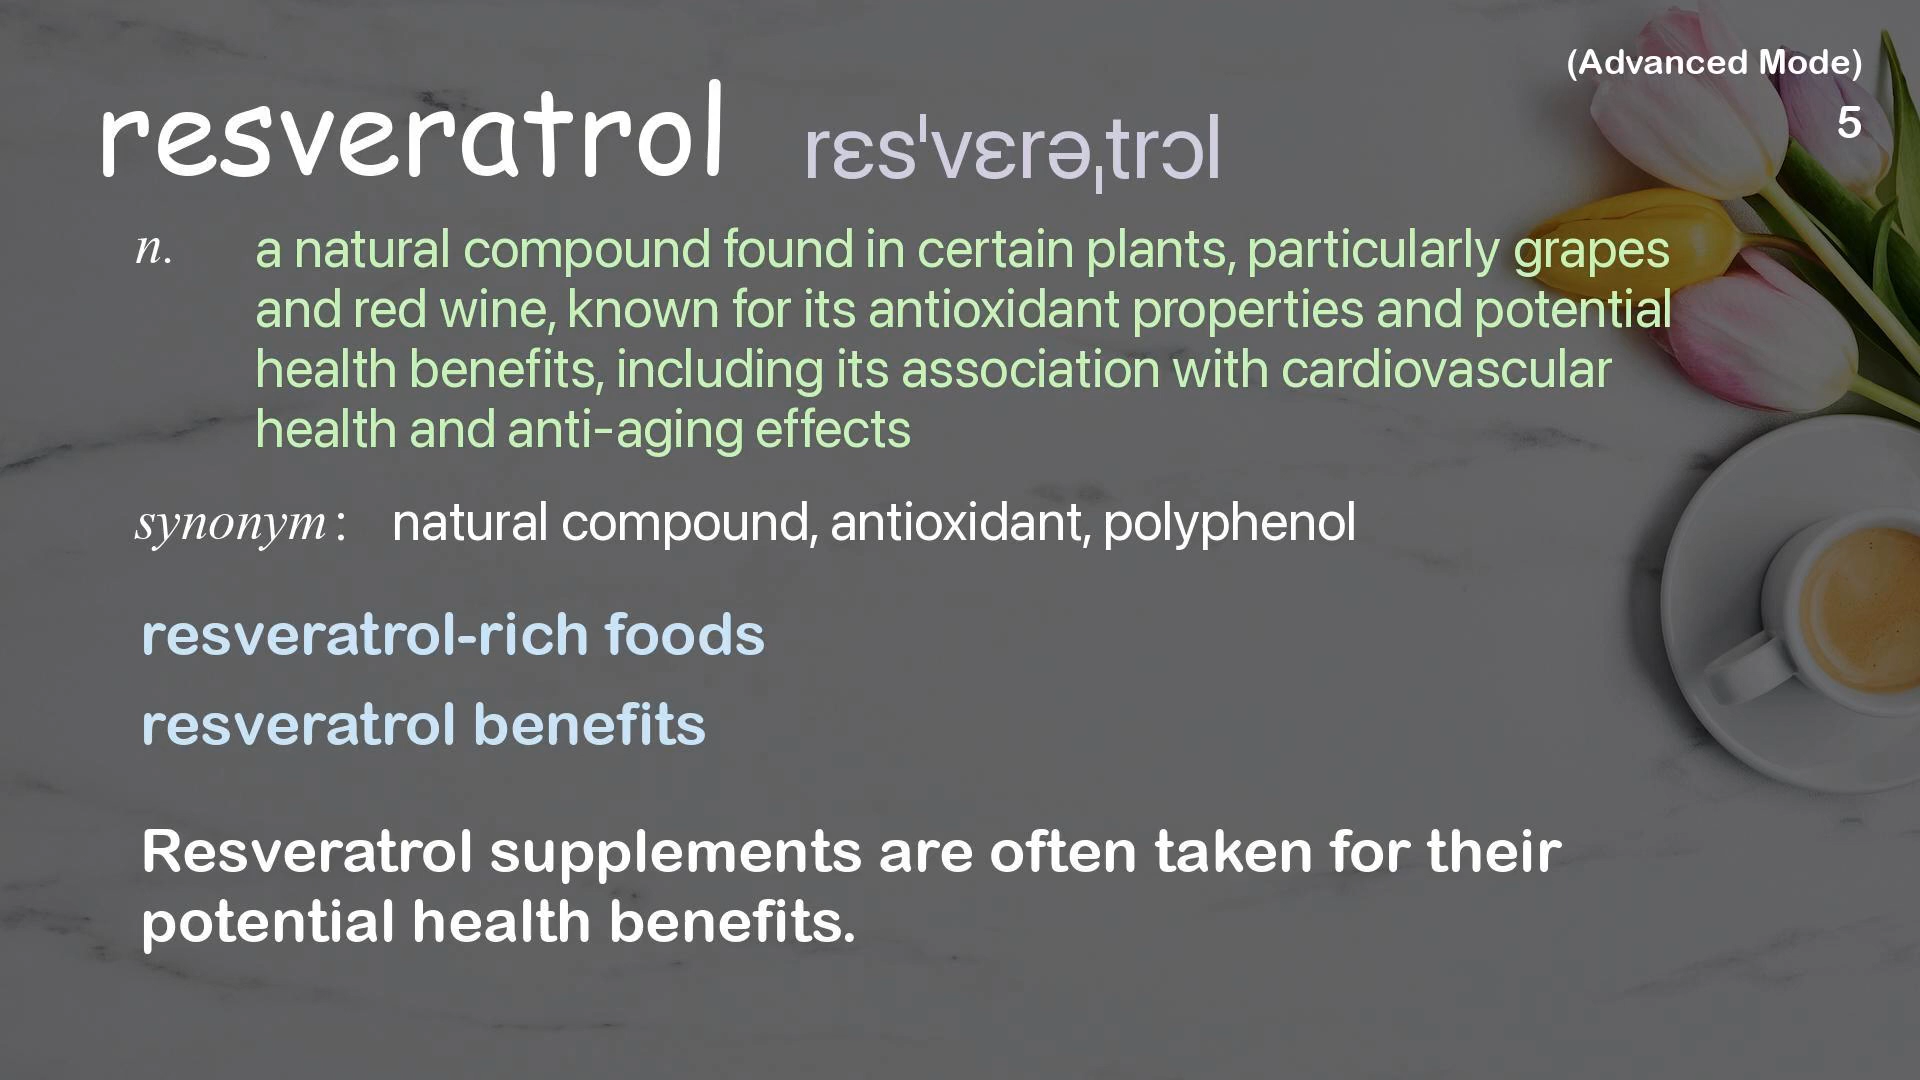 (Advanced Mode)
5
resveratrol rɛsˈvɛrəˌtrɔl
n. a natural compound found in certain plants, particularly grapes
and red wine, known for its antioxidant properties and potential
health benefits, including its association with cardiovascular
health and anti-aging effects
synonym: natural compound, antioxidant, polyphenol
resveratrol-rich foods
resveratrol benefits
Resveratrol supplements are often taken for their
potential health benefits.